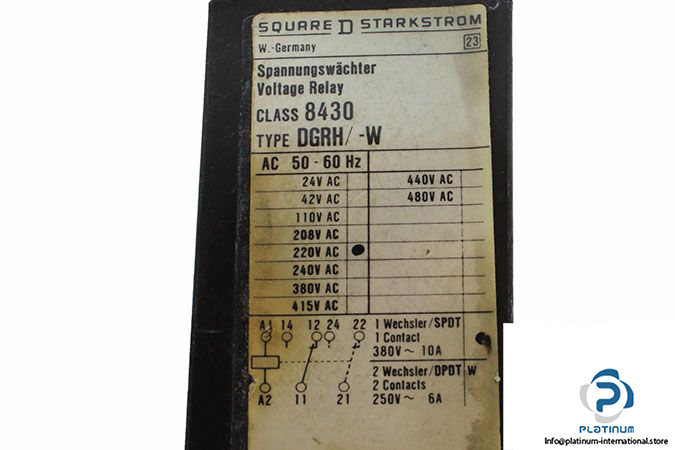 SQUARE D STARKSTROM
W.-Germany 23
Spannungswächter
Voltage Relay
CLASS 8430
TYPE DGRH/ -W
AC 50 - 60 Hz
24V AC 440V AC
42V AC 480V AC
110V AC
208V AC
220V AC
240V AC
380V AC
415V AC
A1 14 12 24 22
1 Wechsler/SPDT
1 Contact
380V ~ 10A
2 Wechsler/DPDT W
2 Contacts
250V ~ 6A
A2 11 21
PLATINUM
Info@platinum-international.store